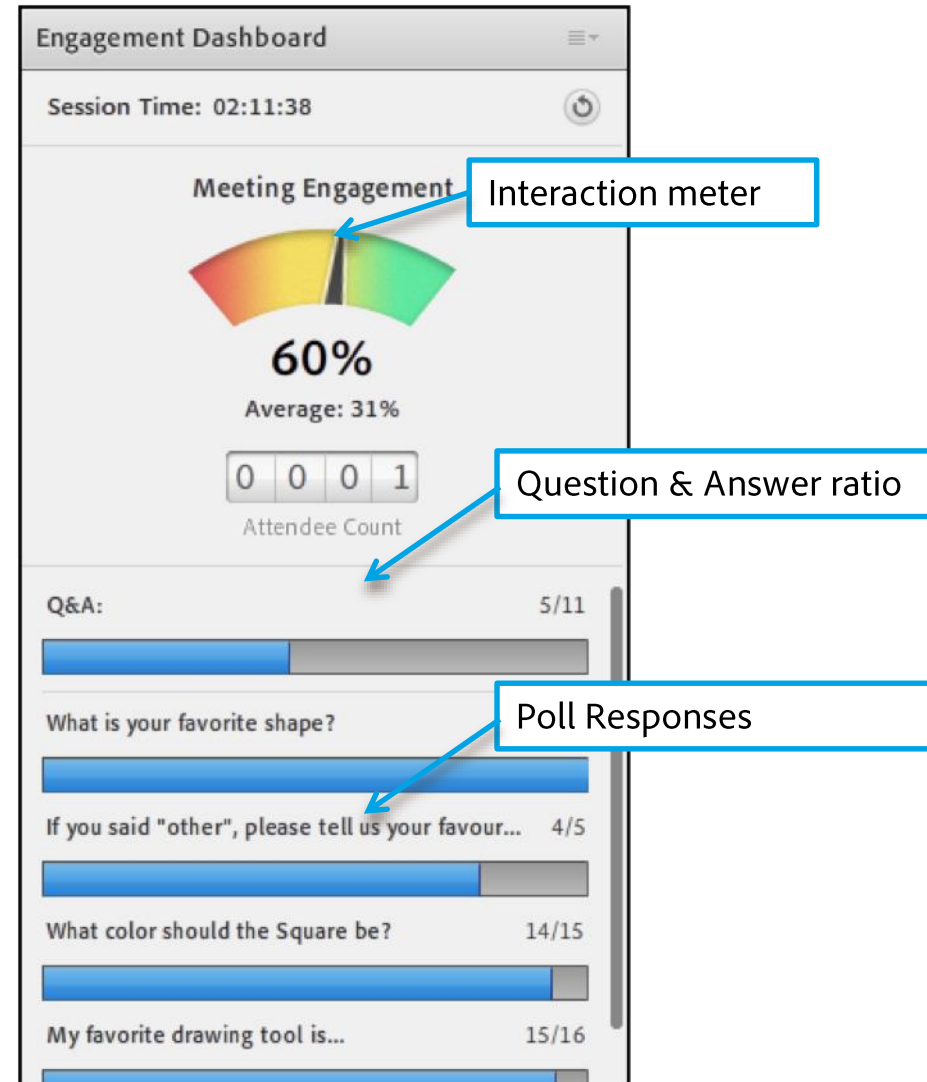 Engagement Dashboard
Session Time: 02:11:38
Meeting Engagement
Interaction meter
60%
Average: 31%
0 0 0 1
Attendee Count
Question & Answer ratio
Q&A: 5/11
What is your favorite shape?
Poll Responses
If you said "other", please tell us your favour... 4/5
What color should the Square be? 14/15
My favorite drawing tool is... 15/16